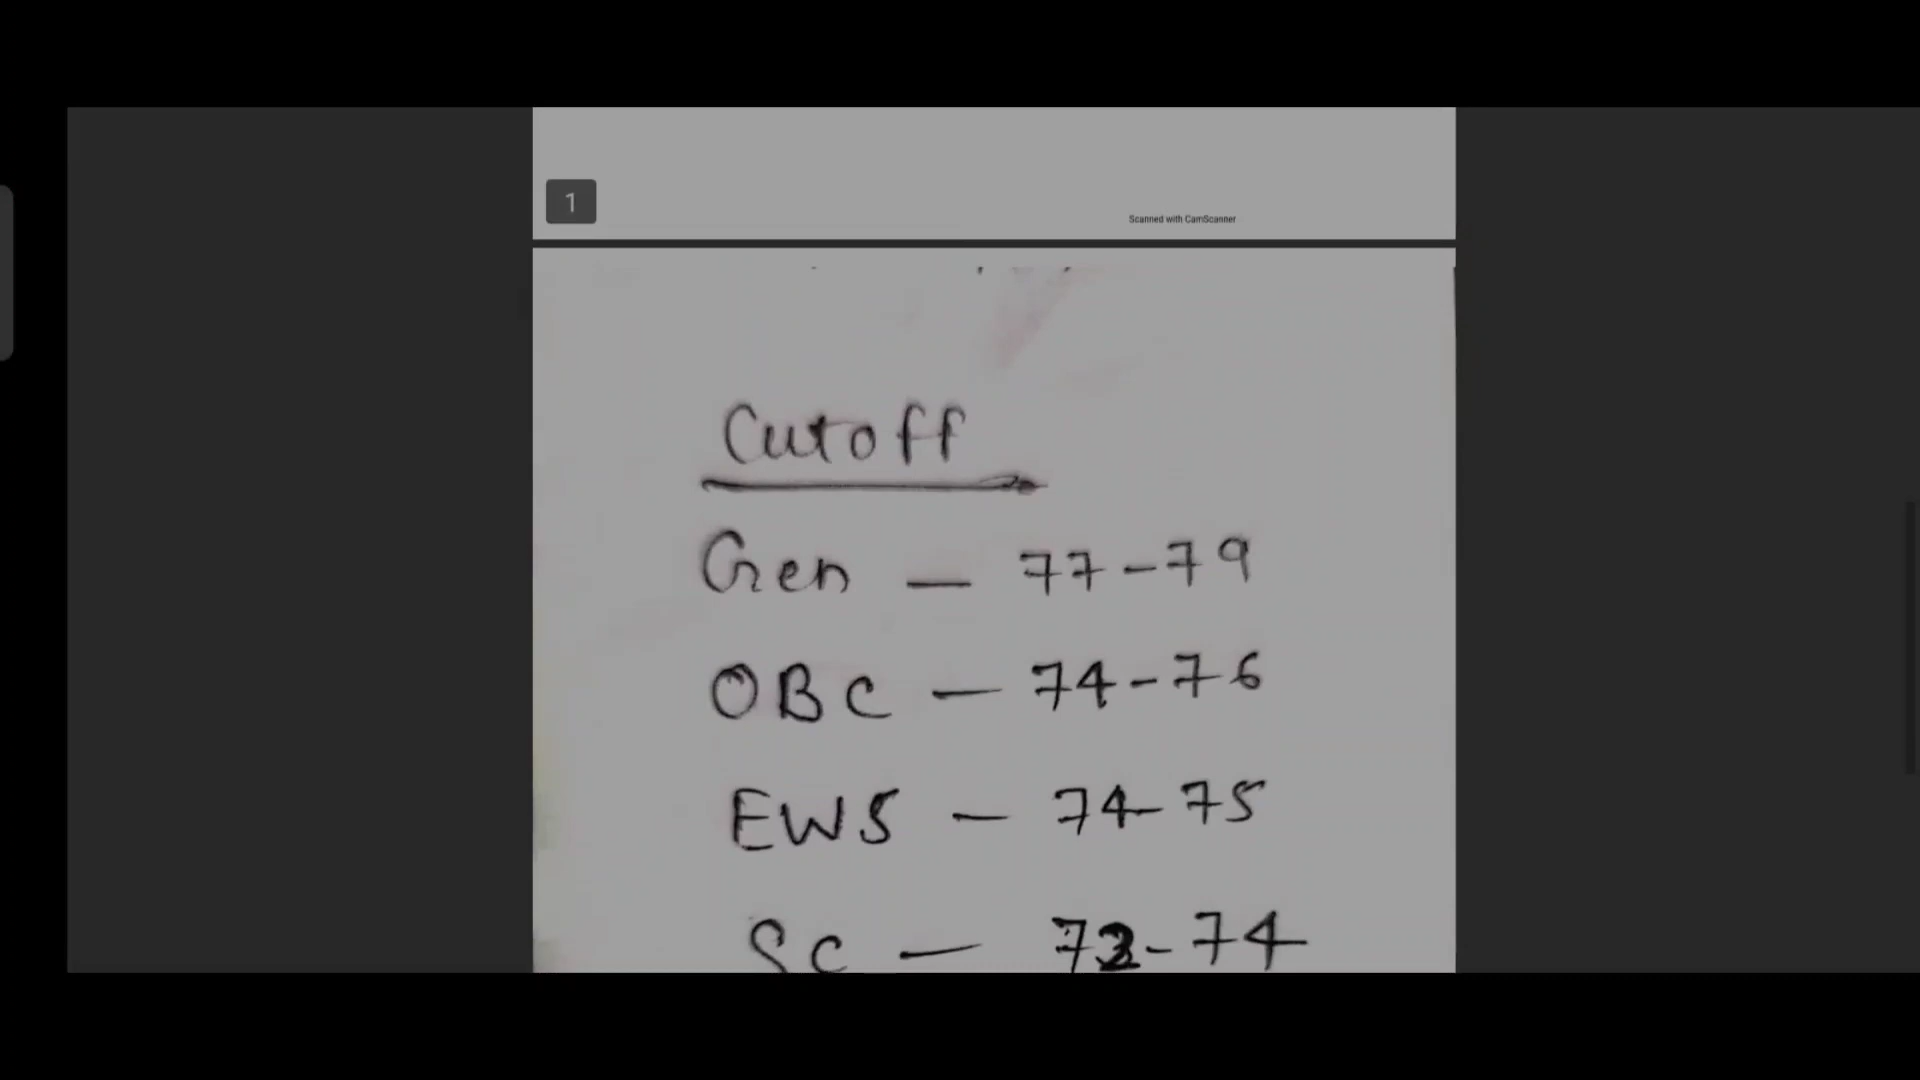 1
Scanned with CamScanner
Cutoff
Gen — 77-79
OBC — 74-76
EWS — 74-75
SC — 72-74